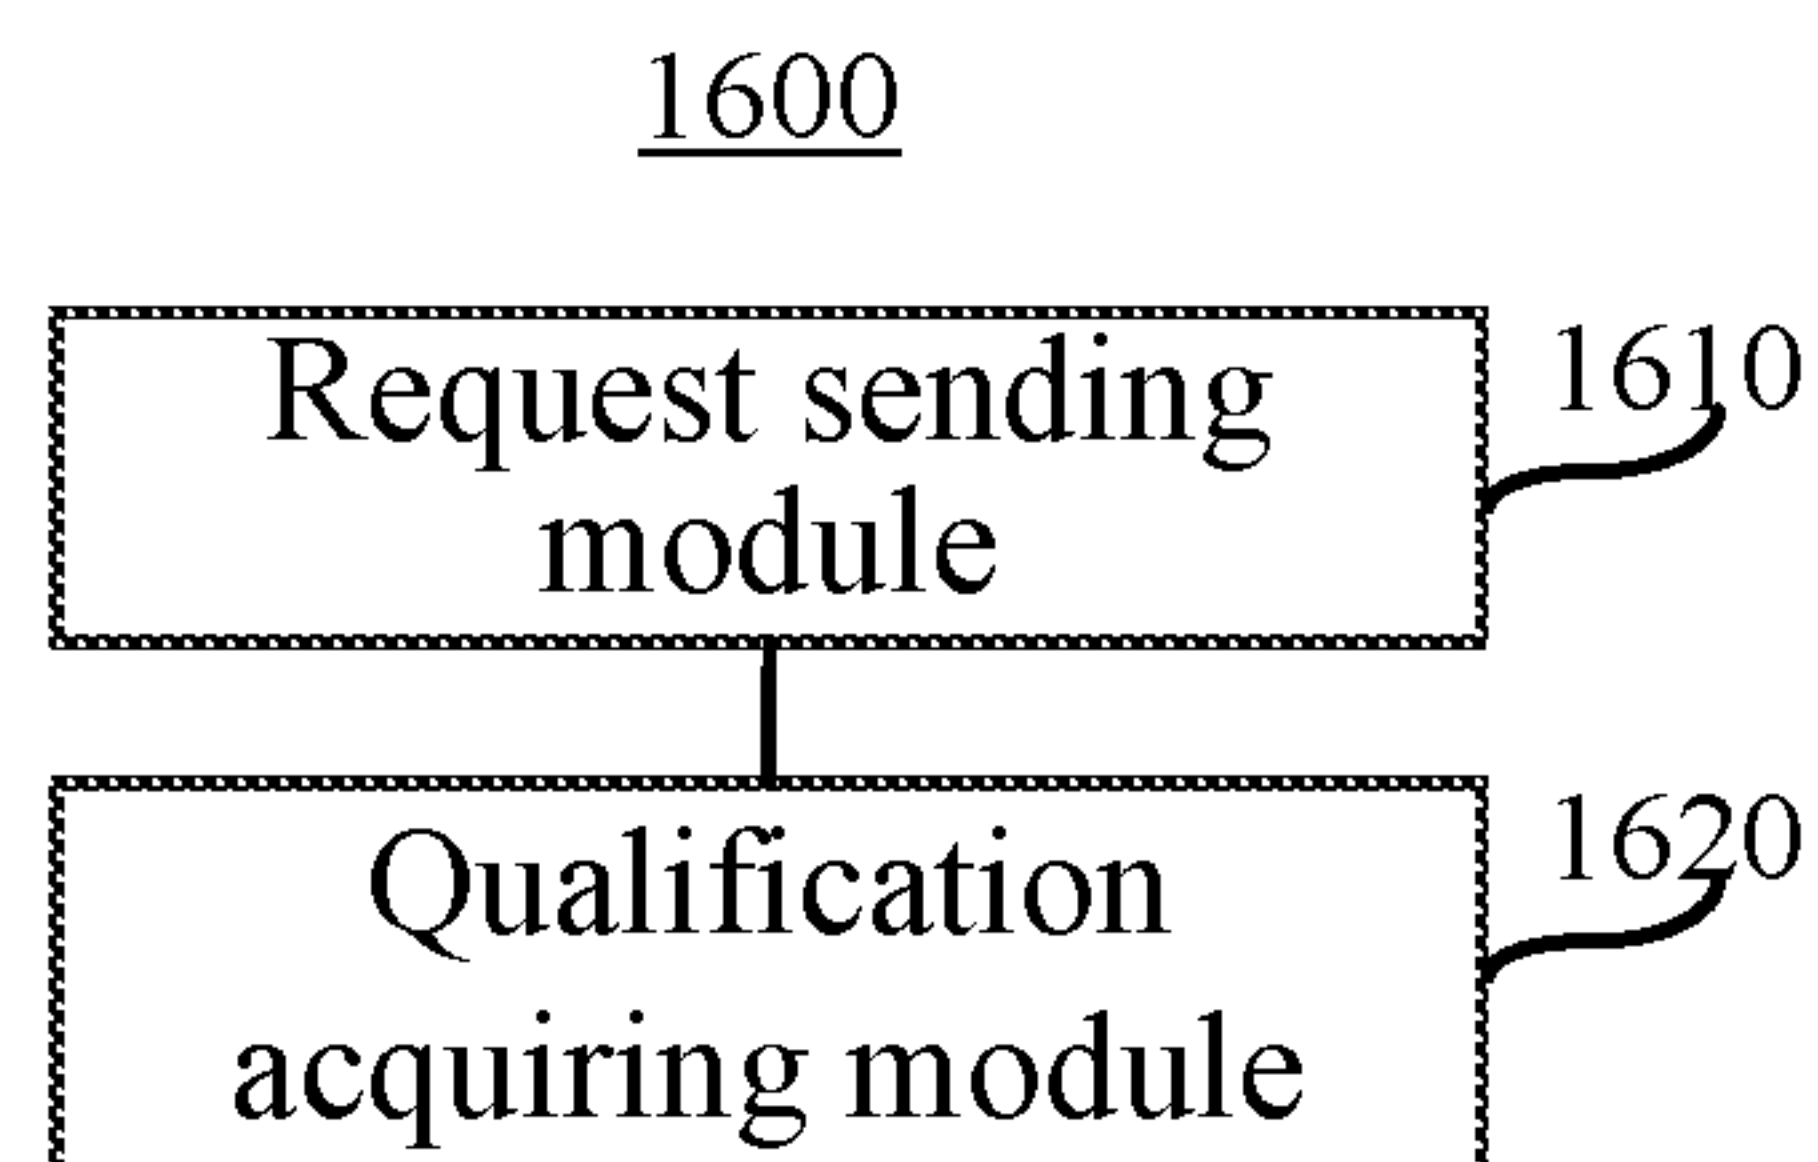 1600
Request sending
module
1610
Qualification
acquiring module
1620